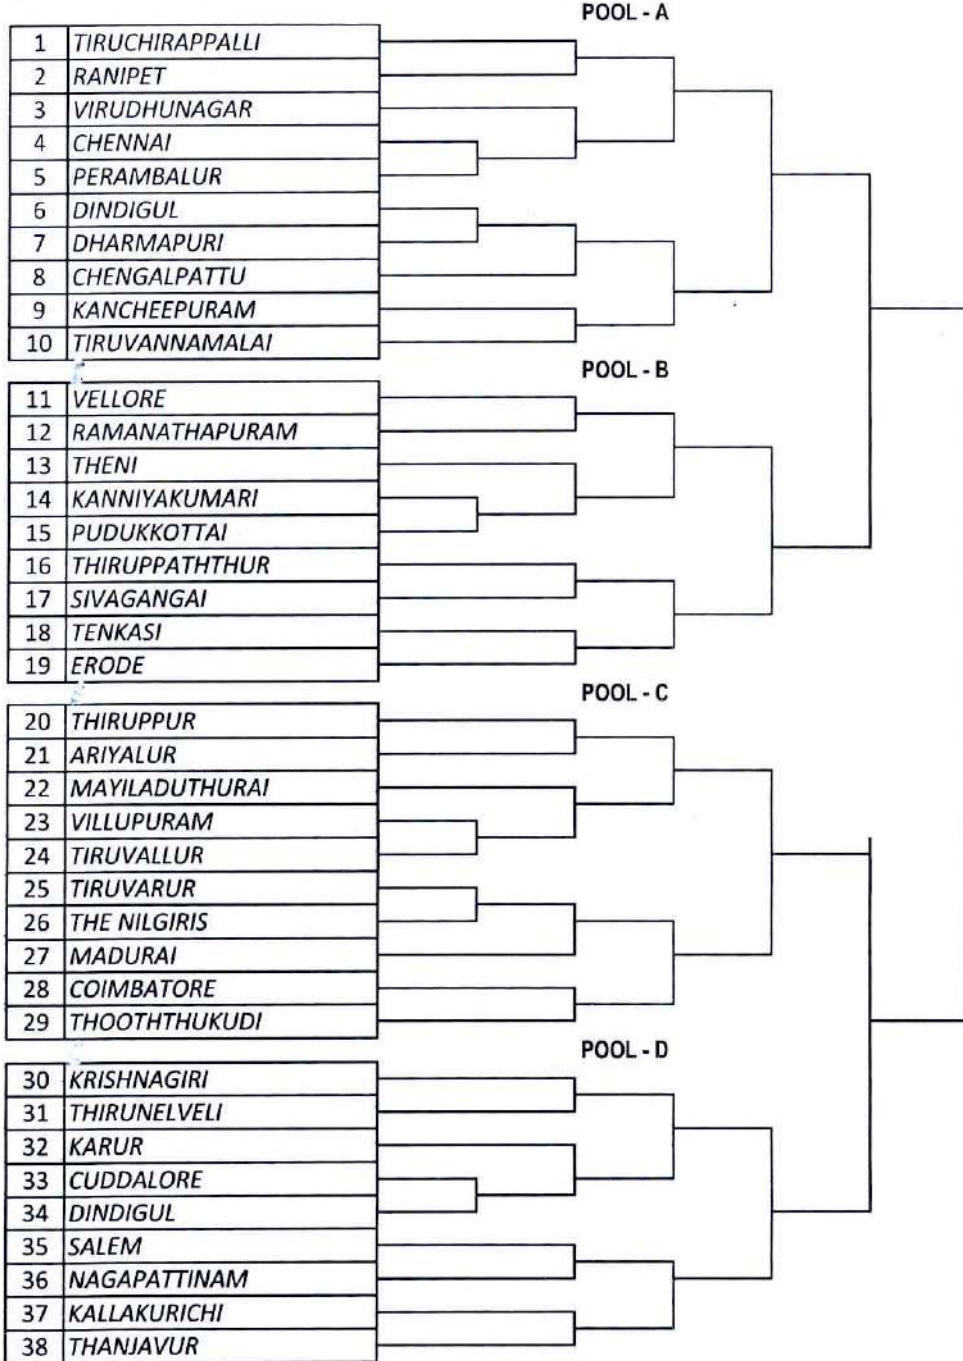 POOL - A
1 TIRUCHIRAPPALLI
2 RANIPET
3 VIRUDHUNAGAR
4 CHENNAI
5 PERAMBALUR
6 DINDIGUL
7 DHARMAPURI
8 CHENGALPATTU
9 KANCHEEPURAM
10 TIRUVANNAMALAI
POOL - B
11 VELLORE
12 RAMANATHAPURAM
13 THENI
14 KANNIYAKUMARI
15 PUDUKKOTTAI
16 THIRUPPATHTHUR
17 SIVAGANGAI
18 TENKASI
19 ERODE
POOL - C
20 THIRUPPUR
21 ARIYALUR
22 MAYILADUTHURAI
23 VILLUPURAM
24 TIRUVALLUR
25 TIRUVARUR
26 THE NILGIRIS
27 MADURAI
28 COIMBATORE
29 THOOTHTHUKUDI
POOL - D
30 KRISHNAGIRI
31 THIRUNELVELI
32 KARUR
33 CUDDALORE
34 DINDIGUL
35 SALEM
36 NAGAPATTINAM
37 KALLAKURICHI
38 THANJAVUR